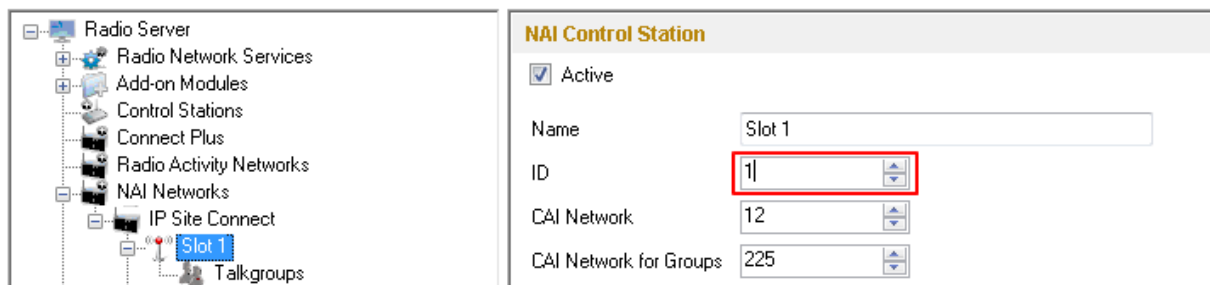 Radio Server
Radio Network Services
Add-on Modules
Control Stations
Connect Plus
Radio Activity Networks
NAI Networks
IP Site Connect
Slot 1
Talkgroups
NAI Control Station
Active
Name Slot 1
ID 1
CAI Network 12
CAI Network for Groups 225